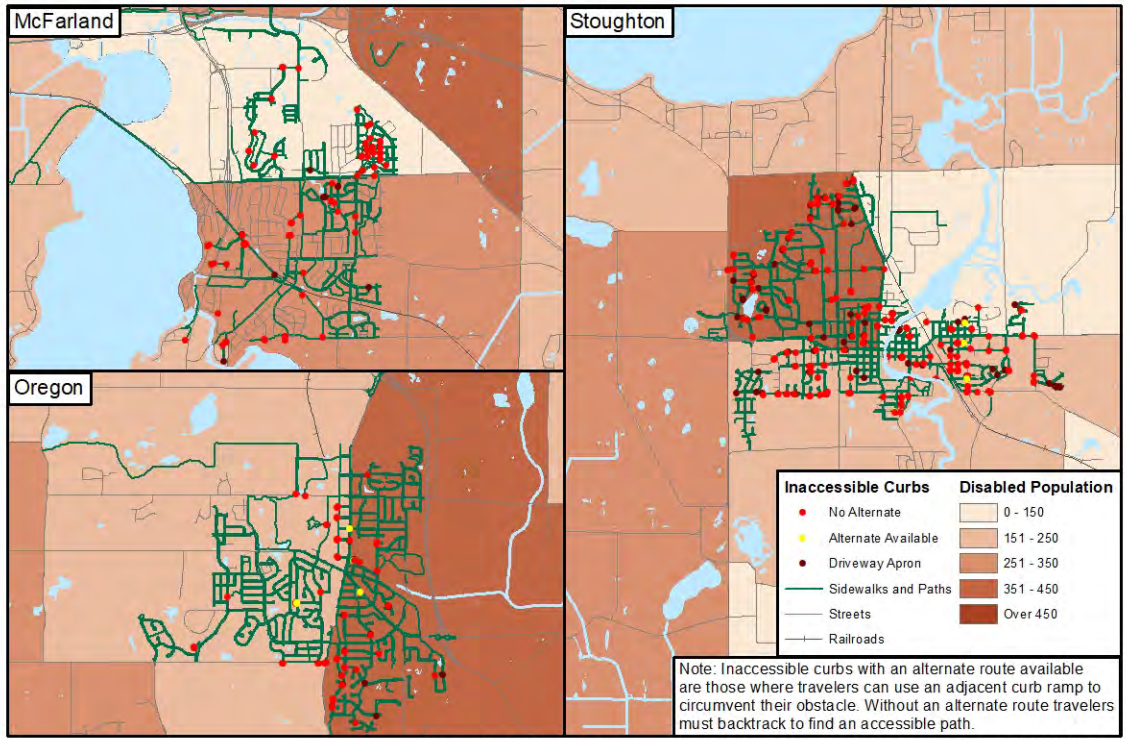 McFarland
Stoughton
Oregon
Inaccessible Curbs
No Alternate
Alternate Available
Driveway Apron
Sidewalks and Paths
Streets
Railroads
Disabled Population
0 - 150
151 - 250
251 - 350
351 - 450
Over 450
Note: Inaccessible curbs with an alternate route available
are those where travelers can use an adjacent curb ramp to
circumvent their obstacle. Without an alternate route travelers
must backtrack to find an accessible path.